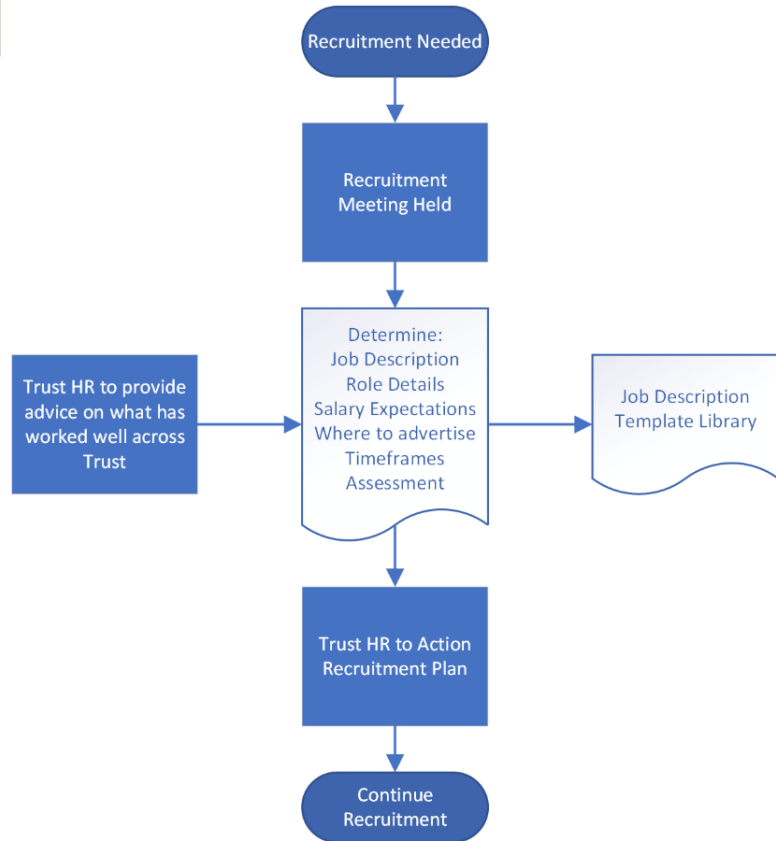 Recruitment Needed
Recruitment
Meeting Held
Trust HR to provide
advice on what has
worked well across
Trust
Determine:
Job Description
Role Details
Salary Expectations
Where to advertise
Timeframes
Assessment
Job Description
Template Library
Trust HR to Action
Recruitment Plan
Continue
Recruitment